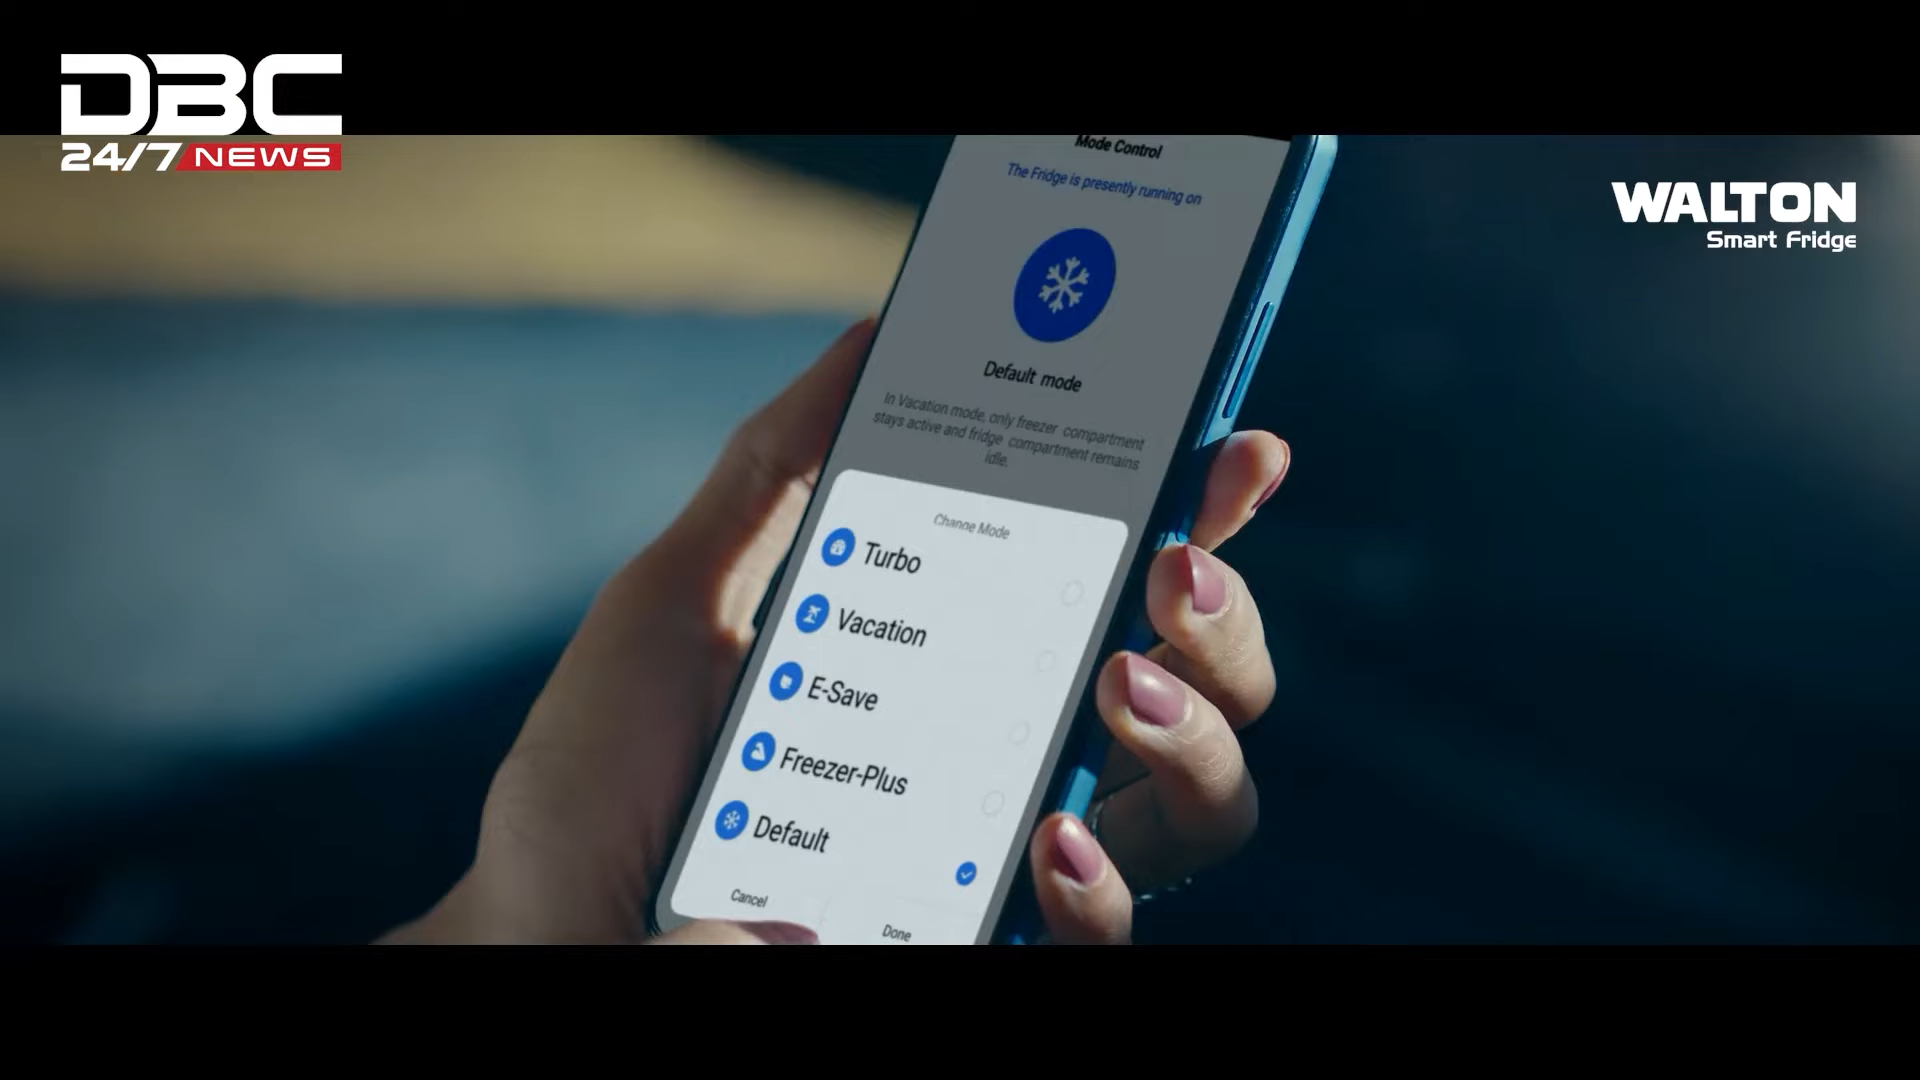 DBC
24/7 NEWS
WALTON
Smart Fridge
Mode Control
The Fridge is presently running on
Default mode
In Vacation mode, only freezer compartment
stays active and fridge compartment remains
idle.
Change Mode
Turbo
Vacation
E-Save
Freezer-Plus
Default
Cancel
Done